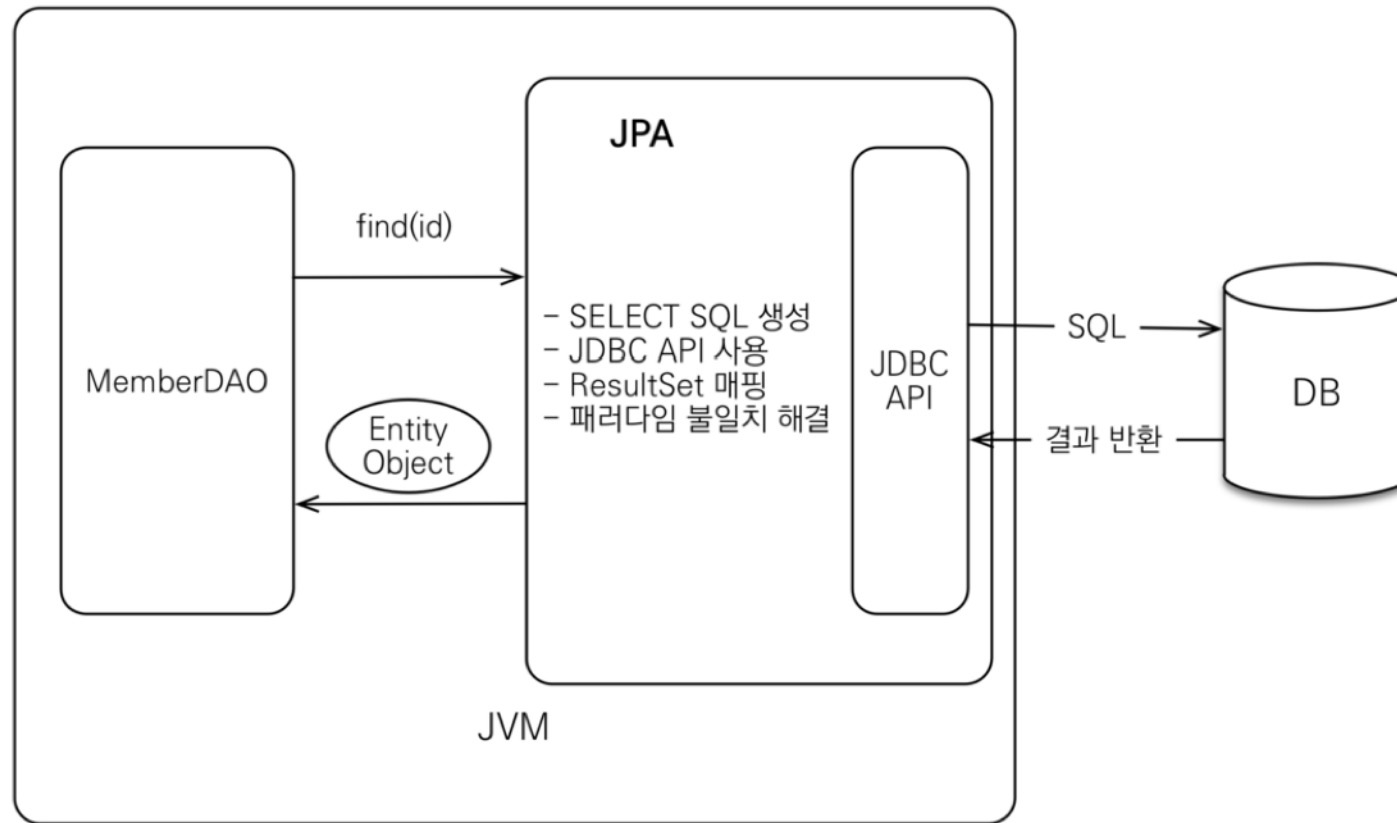 JPA
find(id)
- SELECT SQL 생성
- JDBC API 사용
- ResultSet 매핑
- 패러다임 불일치 해결
MemberDAO
Entity
Object
JDBC
API
SQL
결과 반환
DB
JVM